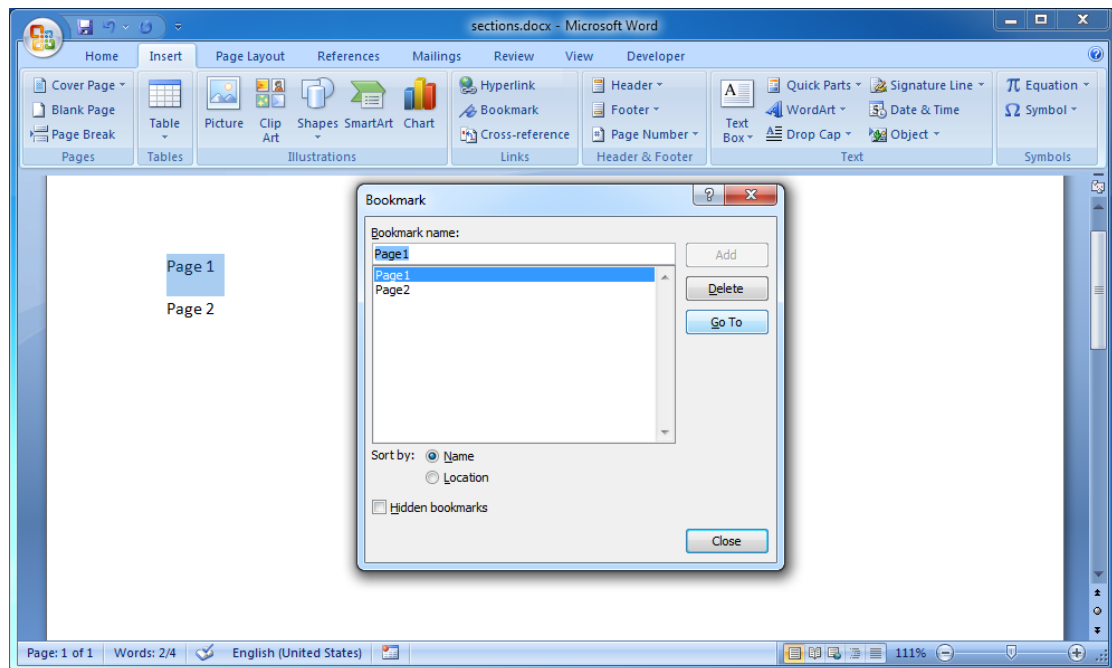 sections.docx - Microsoft Word
Home Insert Page Layout References Mailings Review View Developer
Cover Page Hyperlink Header Quick Parts Signature Line π Equation
Blank Page Bookmark Footer A WordArt Date & Time Ω Symbol
Page Break Table Picture Clip Art Shapes SmartArt Chart Cross-reference Page Number Text Box Drop Cap Object
Pages Tables Illustrations Links Header & Footer Text Symbols
Bookmark ?
Bookmark name:
Page1 Add
Page1
Page2 Delete
Go To
Page 1
Page 2
Sort by: Name
Location
Hidden bookmarks
Close
Page: 1 of 1 Words: 2/4 English (United States) 111%